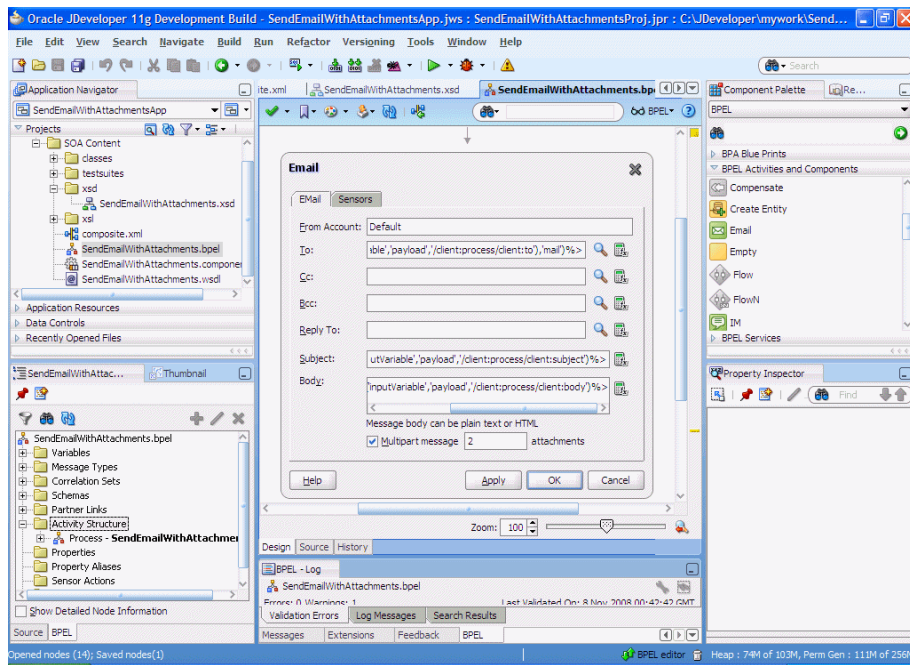 Oracle JDeveloper 11g Development Build - SendEmailWithAttachmentsApp.jws : SendEmailWithAttachmentsProj.jpr : C:\JDeveloper\mywork\Send...
File Edit View Search Navigate Build Run Refactor Versioning Tools Window Help
Search
Application Navigator
SendEmailWithAttachmentsApp
Projects
SOA Content
classes
testsuites
xsd
SendEmailWithAttachments.xsd
xsl
composite.xml
SendEmailWithAttachments.bpel
SendEmailWithAttachments.componen
SendEmailWithAttachments.wsdl
Application Resources
Data Controls
Recently Opened Files
SendEmailWithAttac...
Thumbnail
SendEmailWithAttachments.bpel
Variables
Message Types
Correlation Sets
Schemas
Partner Links
Activity Structure
Process - SendEmailWithAttachmen
Properties
Property Aliases
Sensor Actions
Show Detailed Node Information
Source BPEL
ite.xml
SendEmailWithAttachments.xsd
SendEmailWithAttachments.bpe
BPEL
Email
EMail Sensors
From Account: Default
To: ible','payload','/client:process/client:to'),'mail')%>
Cc:
Bcc:
Reply To:
Subject: utVariable','payload','/client:process/client:subject')%>
Body: 'inputVariable','payload','/client:process/client:body')%>
Message body can be plain text or HTML
Multipart message 2 attachments
Help Apply OK Cancel
Zoom: 100
Design Source History
BPEL - Log
SendEmailWithAttachments.bpel
Errors: 0 Warnings: 1 Last Validated On: 8 Nov 2008 00:42:42 GMT
Validation Errors Log Messages Search Results
Messages Extensions Feedback BPEL
Component Palette
Re...
BPEL
BPA Blue Prints
BPEL Activities and Components
Compensate
Create Entity
Email
Empty
Flow
FlowN
IM
BPEL Services
Property Inspector
Find
Opened nodes (14); Saved nodes(1)
BPEL editor
Heap : 74M of 103M, Perm Gen : 111M of 256M